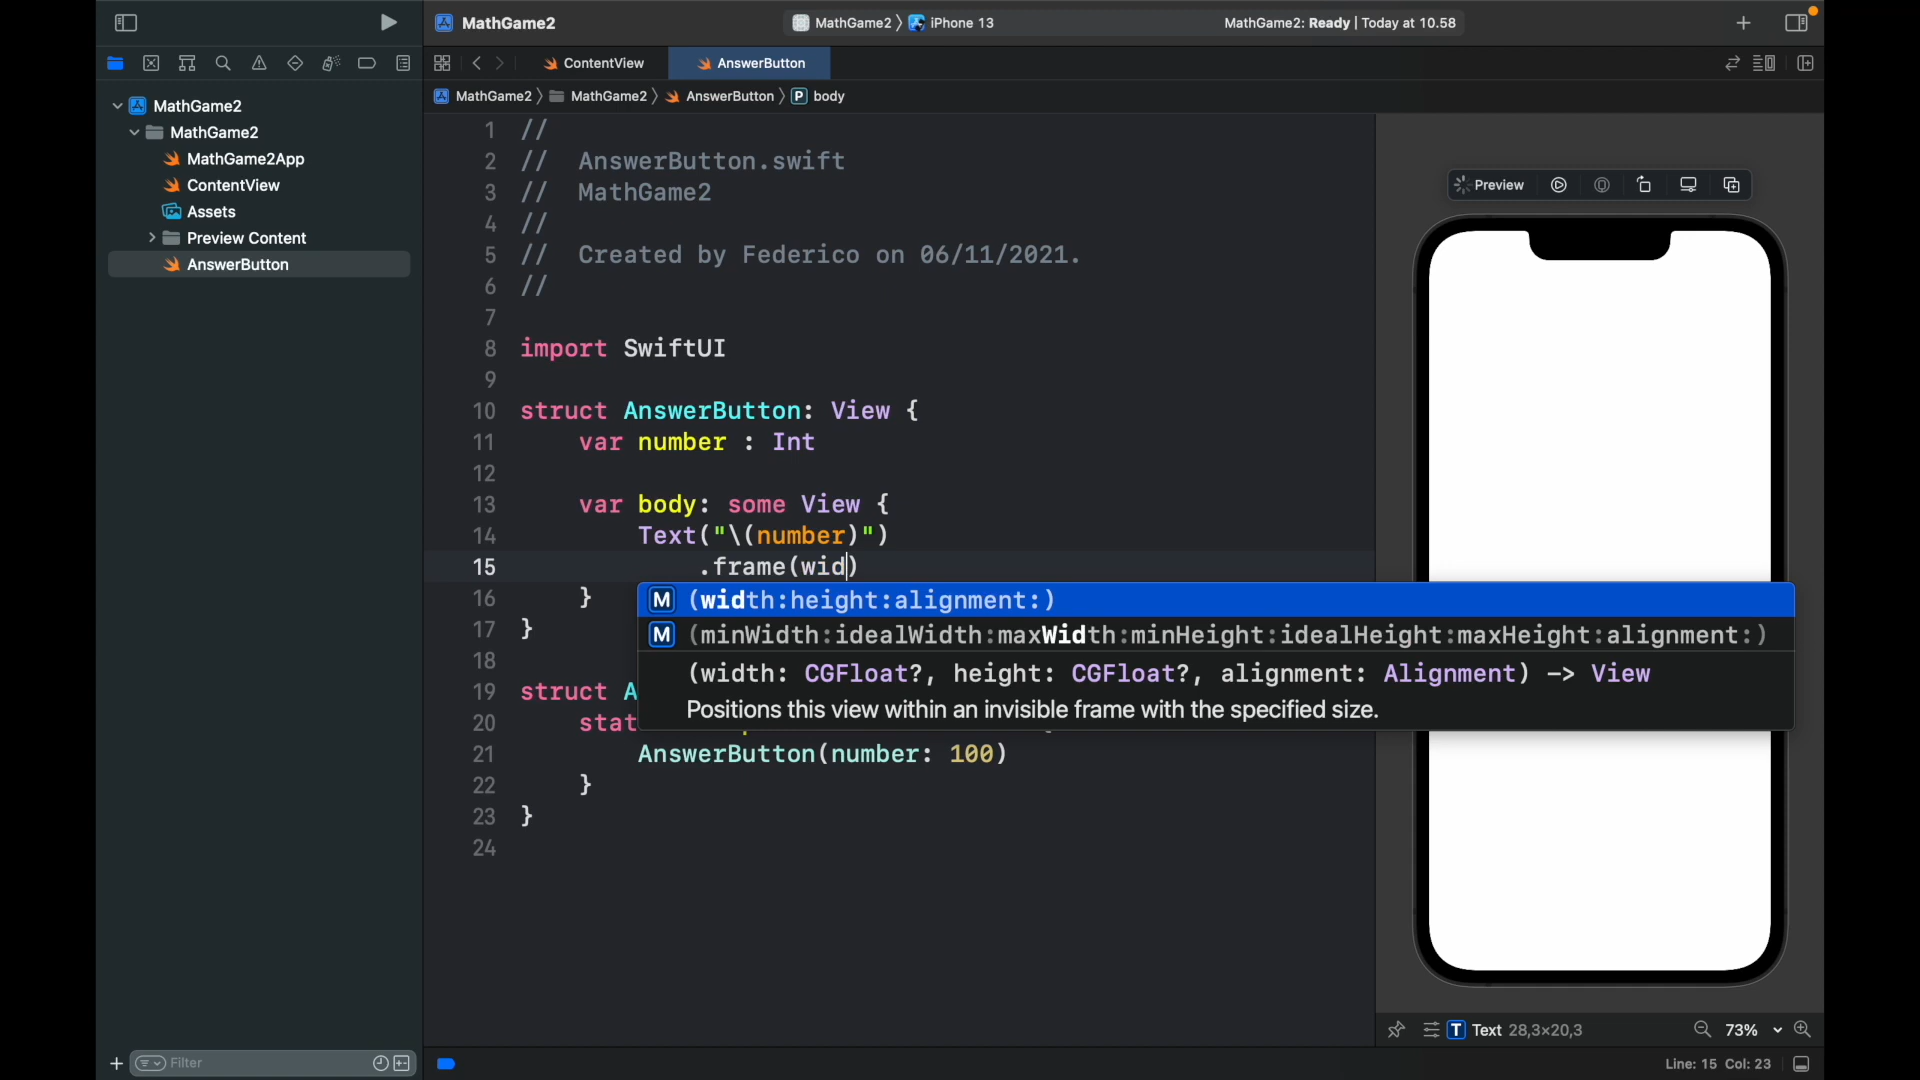 MathGame2
MathGame2 〉 iPhone 13
MathGame2: Ready | Today at 10.58
ContentView
AnswerButton
MathGame2 〉 MathGame2 〉 AnswerButton 〉 P body
MathGame2
MathGame2
MathGame2App
ContentView
Assets
Preview Content
AnswerButton
1 //
2 //  AnswerButton.swift
3 //  MathGame2
4 //
5 //  Created by Federico on 06/11/2021.
6 //
7
8 import SwiftUI
9
10 struct AnswerButton: View {
11     var number : Int
12
13     var body: some View {
14         Text("\(number)")
15             .frame(wid)
16     }
17 }
18
19 struct A
20     stat
21         AnswerButton(number: 100)
22     }
23 }
24
M (width:height:alignment:)
M (minWidth:idealWidth:maxWidth:minHeight:idealHeight:maxHeight:alignment:)
(width: CGFloat?, height: CGFloat?, alignment: Alignment) -> View
Positions this view within an invisible frame with the specified size.
Preview
T Text 28,3×20,3
73%
Filter
Line: 15 Col: 23